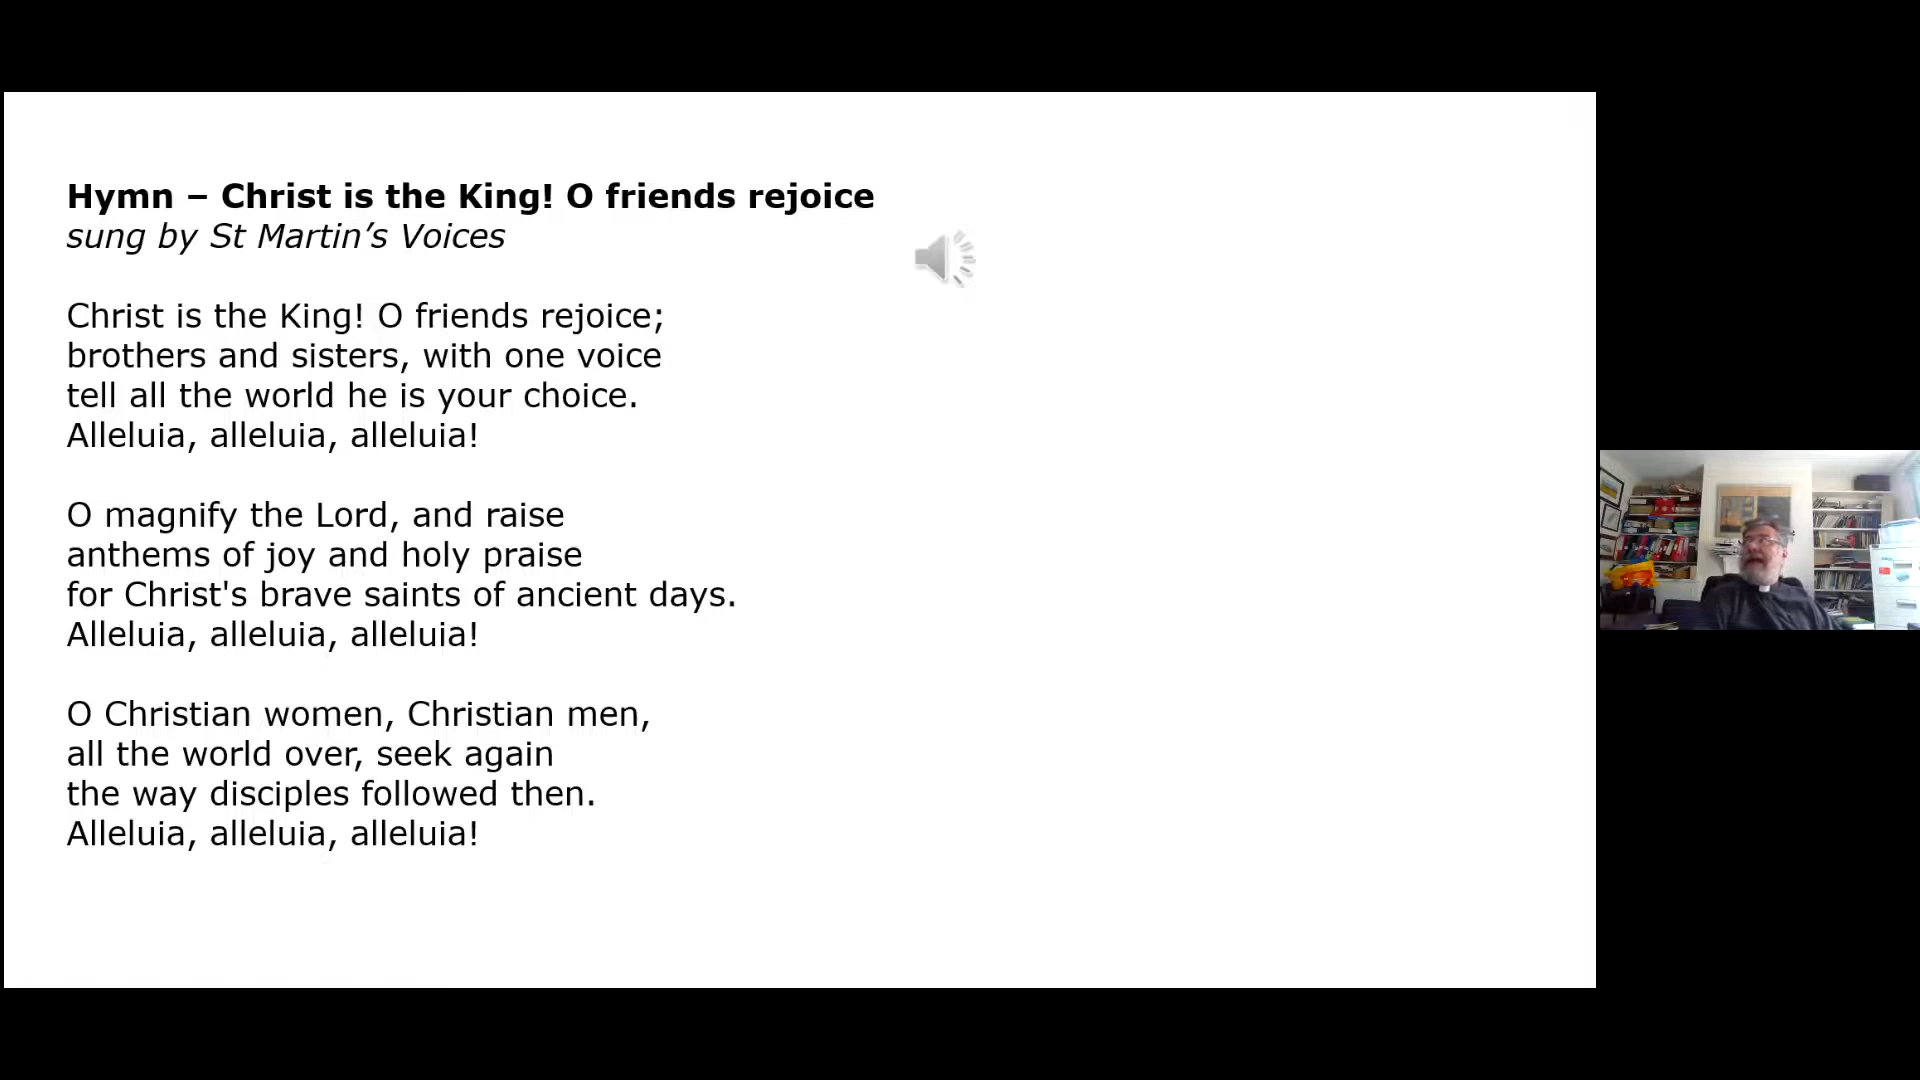 Hymn – Christ is the King! O friends rejoice
sung by St Martin’s Voices
Christ is the King! O friends rejoice;
brothers and sisters, with one voice
tell all the world he is your choice.
Alleluia, alleluia, alleluia!
O magnify the Lord, and raise
anthems of joy and holy praise
for Christ's brave saints of ancient days.
Alleluia, alleluia, alleluia!
O Christian women, Christian men,
all the world over, seek again
the way disciples followed then.
Alleluia, alleluia, alleluia!